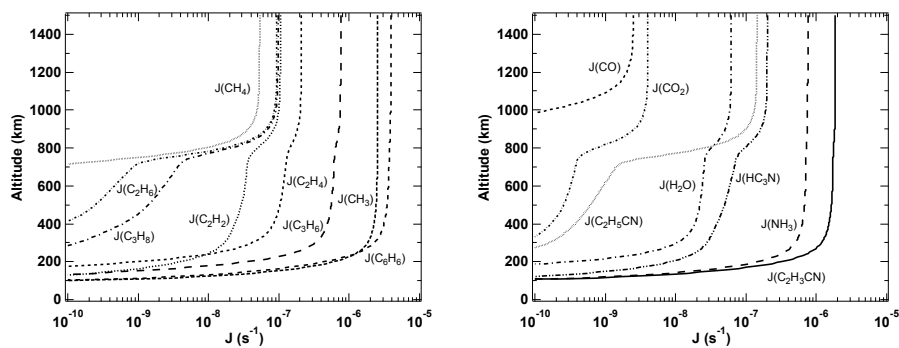 1400
1200
1000
800
600
400
200
0
Altitude (km)
10⁻¹⁰
10⁻⁹
10⁻⁸
10⁻⁷
10⁻⁶
10⁻⁵
J (s⁻¹)
J(CH₄)
J(C₂H₆)
J(C₃H₈)
J(C₂H₂)
J(C₂H₄)
J(C₃H₆)
J(CH₃)
J(C₆H₆)
1400
1200
1000
800
600
400
200
0
Altitude (km)
10⁻¹⁰
10⁻⁹
10⁻⁸
10⁻⁷
10⁻⁶
10⁻⁵
J (s⁻¹)
J(CO)
J(CO₂)
J(H₂O)
J(HC₃N)
J(C₂H₅CN)
J(NH₃)
J(C₂H₃CN)